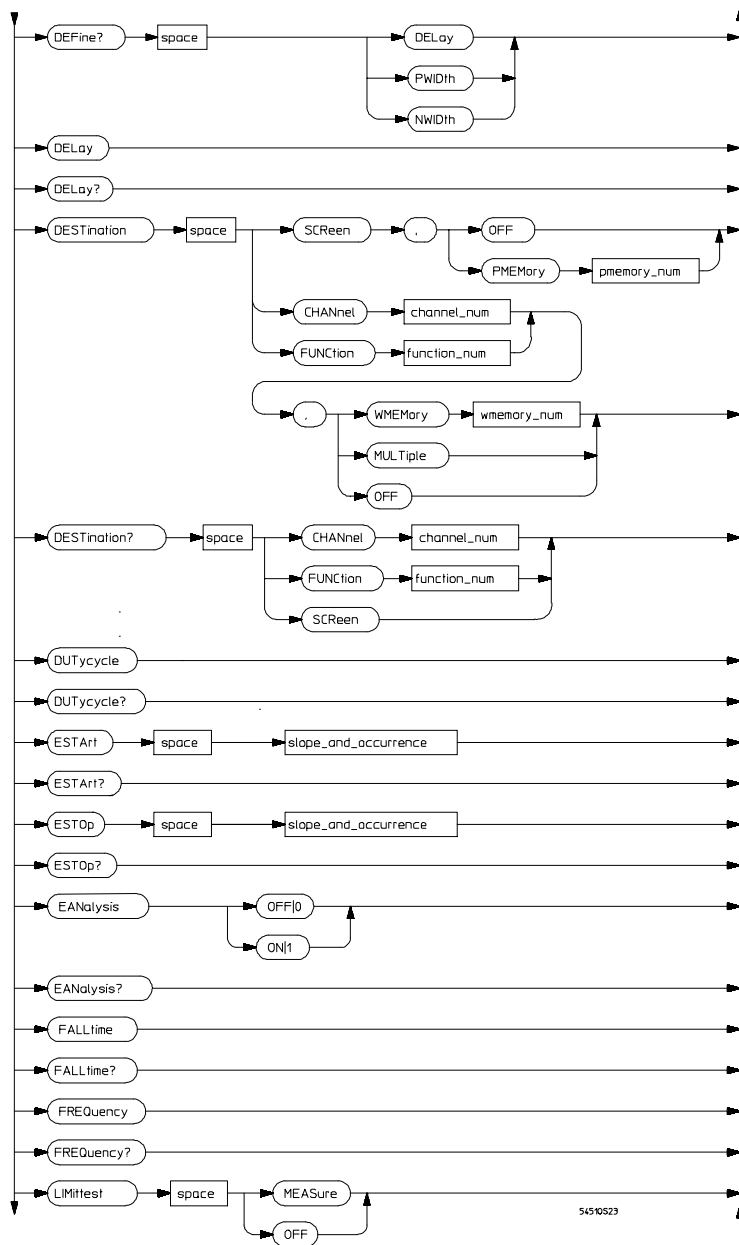 DEFine? space DELay
PWIDth
NWIDth
DELay
DELay?
DESTination space SCReen , OFF
PMEMory pmemory_num
CHANnel channel_num
FUNCtion function_num
, WMEMory wmemory_num
MULTiple
OFF
DESTination? space CHANnel channel_num
FUNCtion function_num
SCReen
DUTycycle
DUTycycle?
ESTArt space slope_and_occurrence
ESTArt?
ESTOp space slope_and_occurrence
ESTOp?
EANalysis OFF|0
ON|1
EANalysis?
FALLtime
FALLtime?
FREQuency
FREQuency?
LIMittest space MEASure
OFF
54510S23